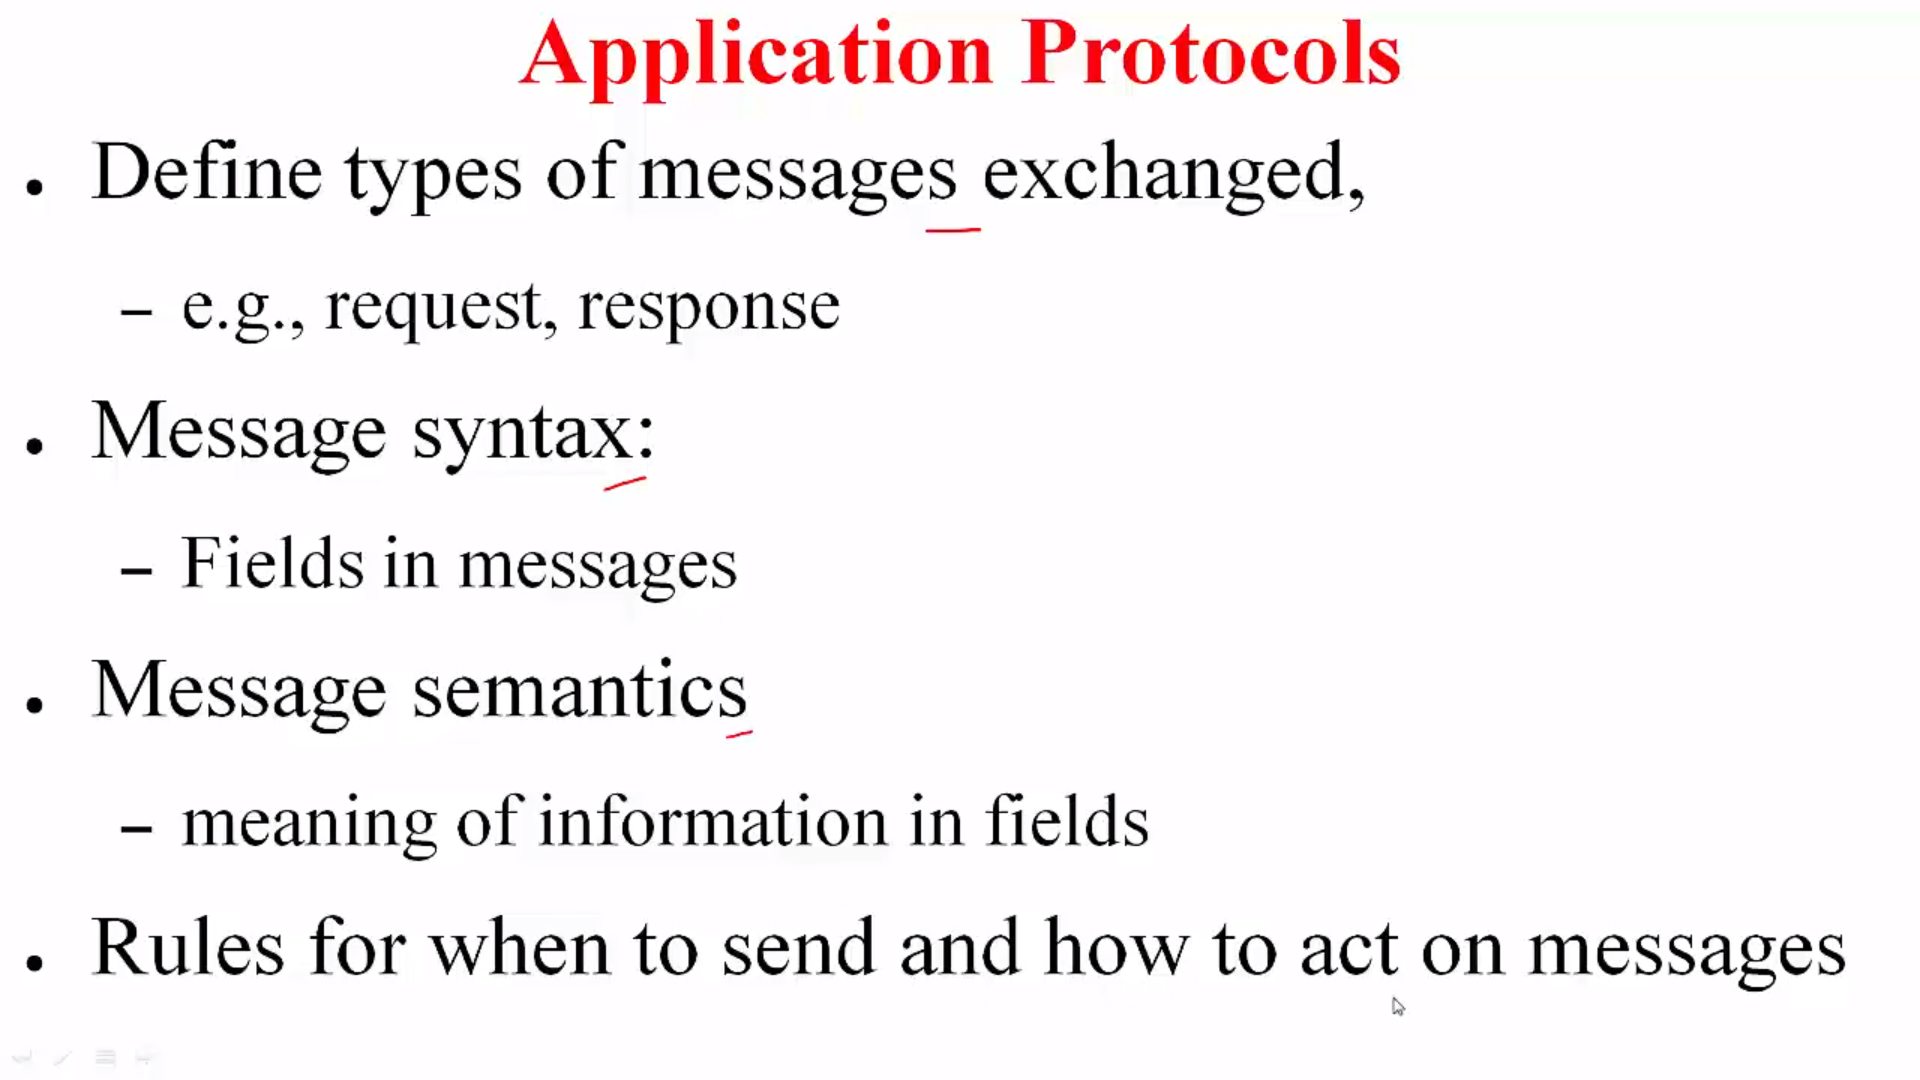 Application Protocols
• Define types of messages exchanged,
– e.g., request, response
• Message syntax:
– Fields in messages
• Message semantics
– meaning of information in fields
• Rules for when to send and how to act on messages